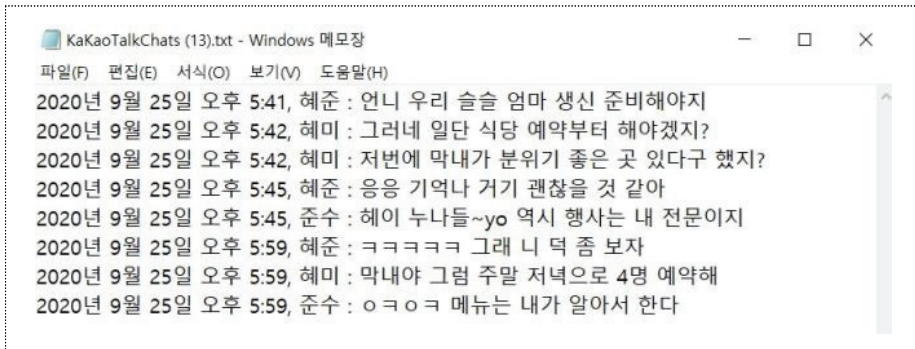 KaKaoTalkChats (13).txt - Windows 메모장
파일(F) 편집(E) 서식(O) 보기(V) 도움말(H)
2020년 9월 25일 오후 5:41, 혜준 : 언니 우리 슬슬 엄마 생신 준비해야지
2020년 9월 25일 오후 5:42, 혜미 : 그러네 일단 식당 예약부터 해야겠지?
2020년 9월 25일 오후 5:42, 혜미 : 저번에 막내가 분위기 좋은 곳 있다구 했지?
2020년 9월 25일 오후 5:45, 혜준 : 응응 기억나 거기 괜찮을 것 같아
2020년 9월 25일 오후 5:45, 준수 : 헤이 누나들~yo 역시 행사는 내 전문이지
2020년 9월 25일 오후 5:59, 혜준 : ㅋㅋㅋㅋㅋ 그래 니 덕 좀 보자
2020년 9월 25일 오후 5:59, 혜미 : 막내야 그럼 주말 저녁으로 4명 예약해
2020년 9월 25일 오후 5:59, 준수 : ㅇㅋㅇㅋ 메뉴는 내가 알아서 한다